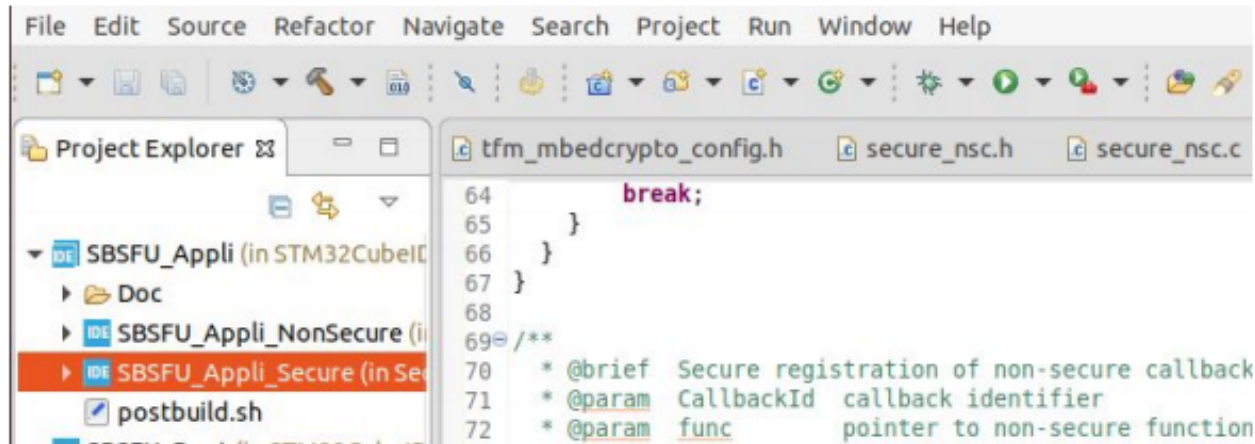 File Edit Source Refactor Navigate Search Project Run Window Help
Project Explorer
tfm_mbedcrypto_config.h secure_nsc.h secure_nsc.c
SBSFU_Appli (in STM32CubeID
Doc
SBSFU_Appli_NonSecure (i
SBSFU_Appli_Secure (in Sec
postbuild.sh
64 break;
65 }
66 }
67 }
68
69 /**
70 * @brief Secure registration of non-secure callback
71 * @param CallbackId callback identifier
72 * @param func pointer to non-secure function